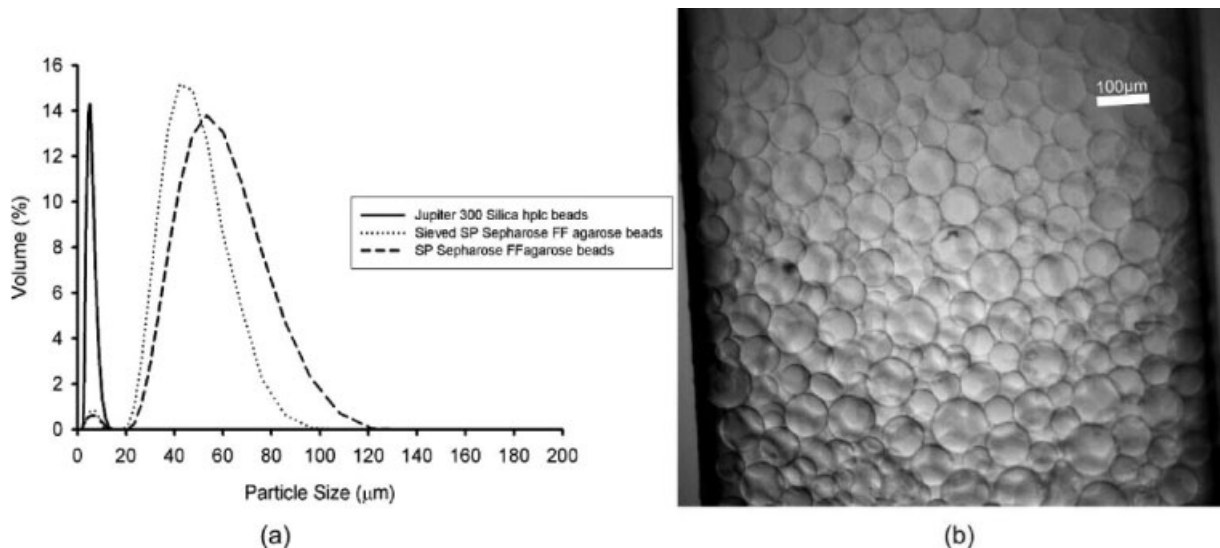 16
14
12
10
8
6
4
2
0
Volume (%)
0 20 40 60 80 100 120 140 160 180 200
Particle Size (μm)
Jupiter 300 Silica hplc beads
Sieved SP Sepharose FF agarose beads
SP Sepharose FFagarose beads
(a)
100μm
(b)